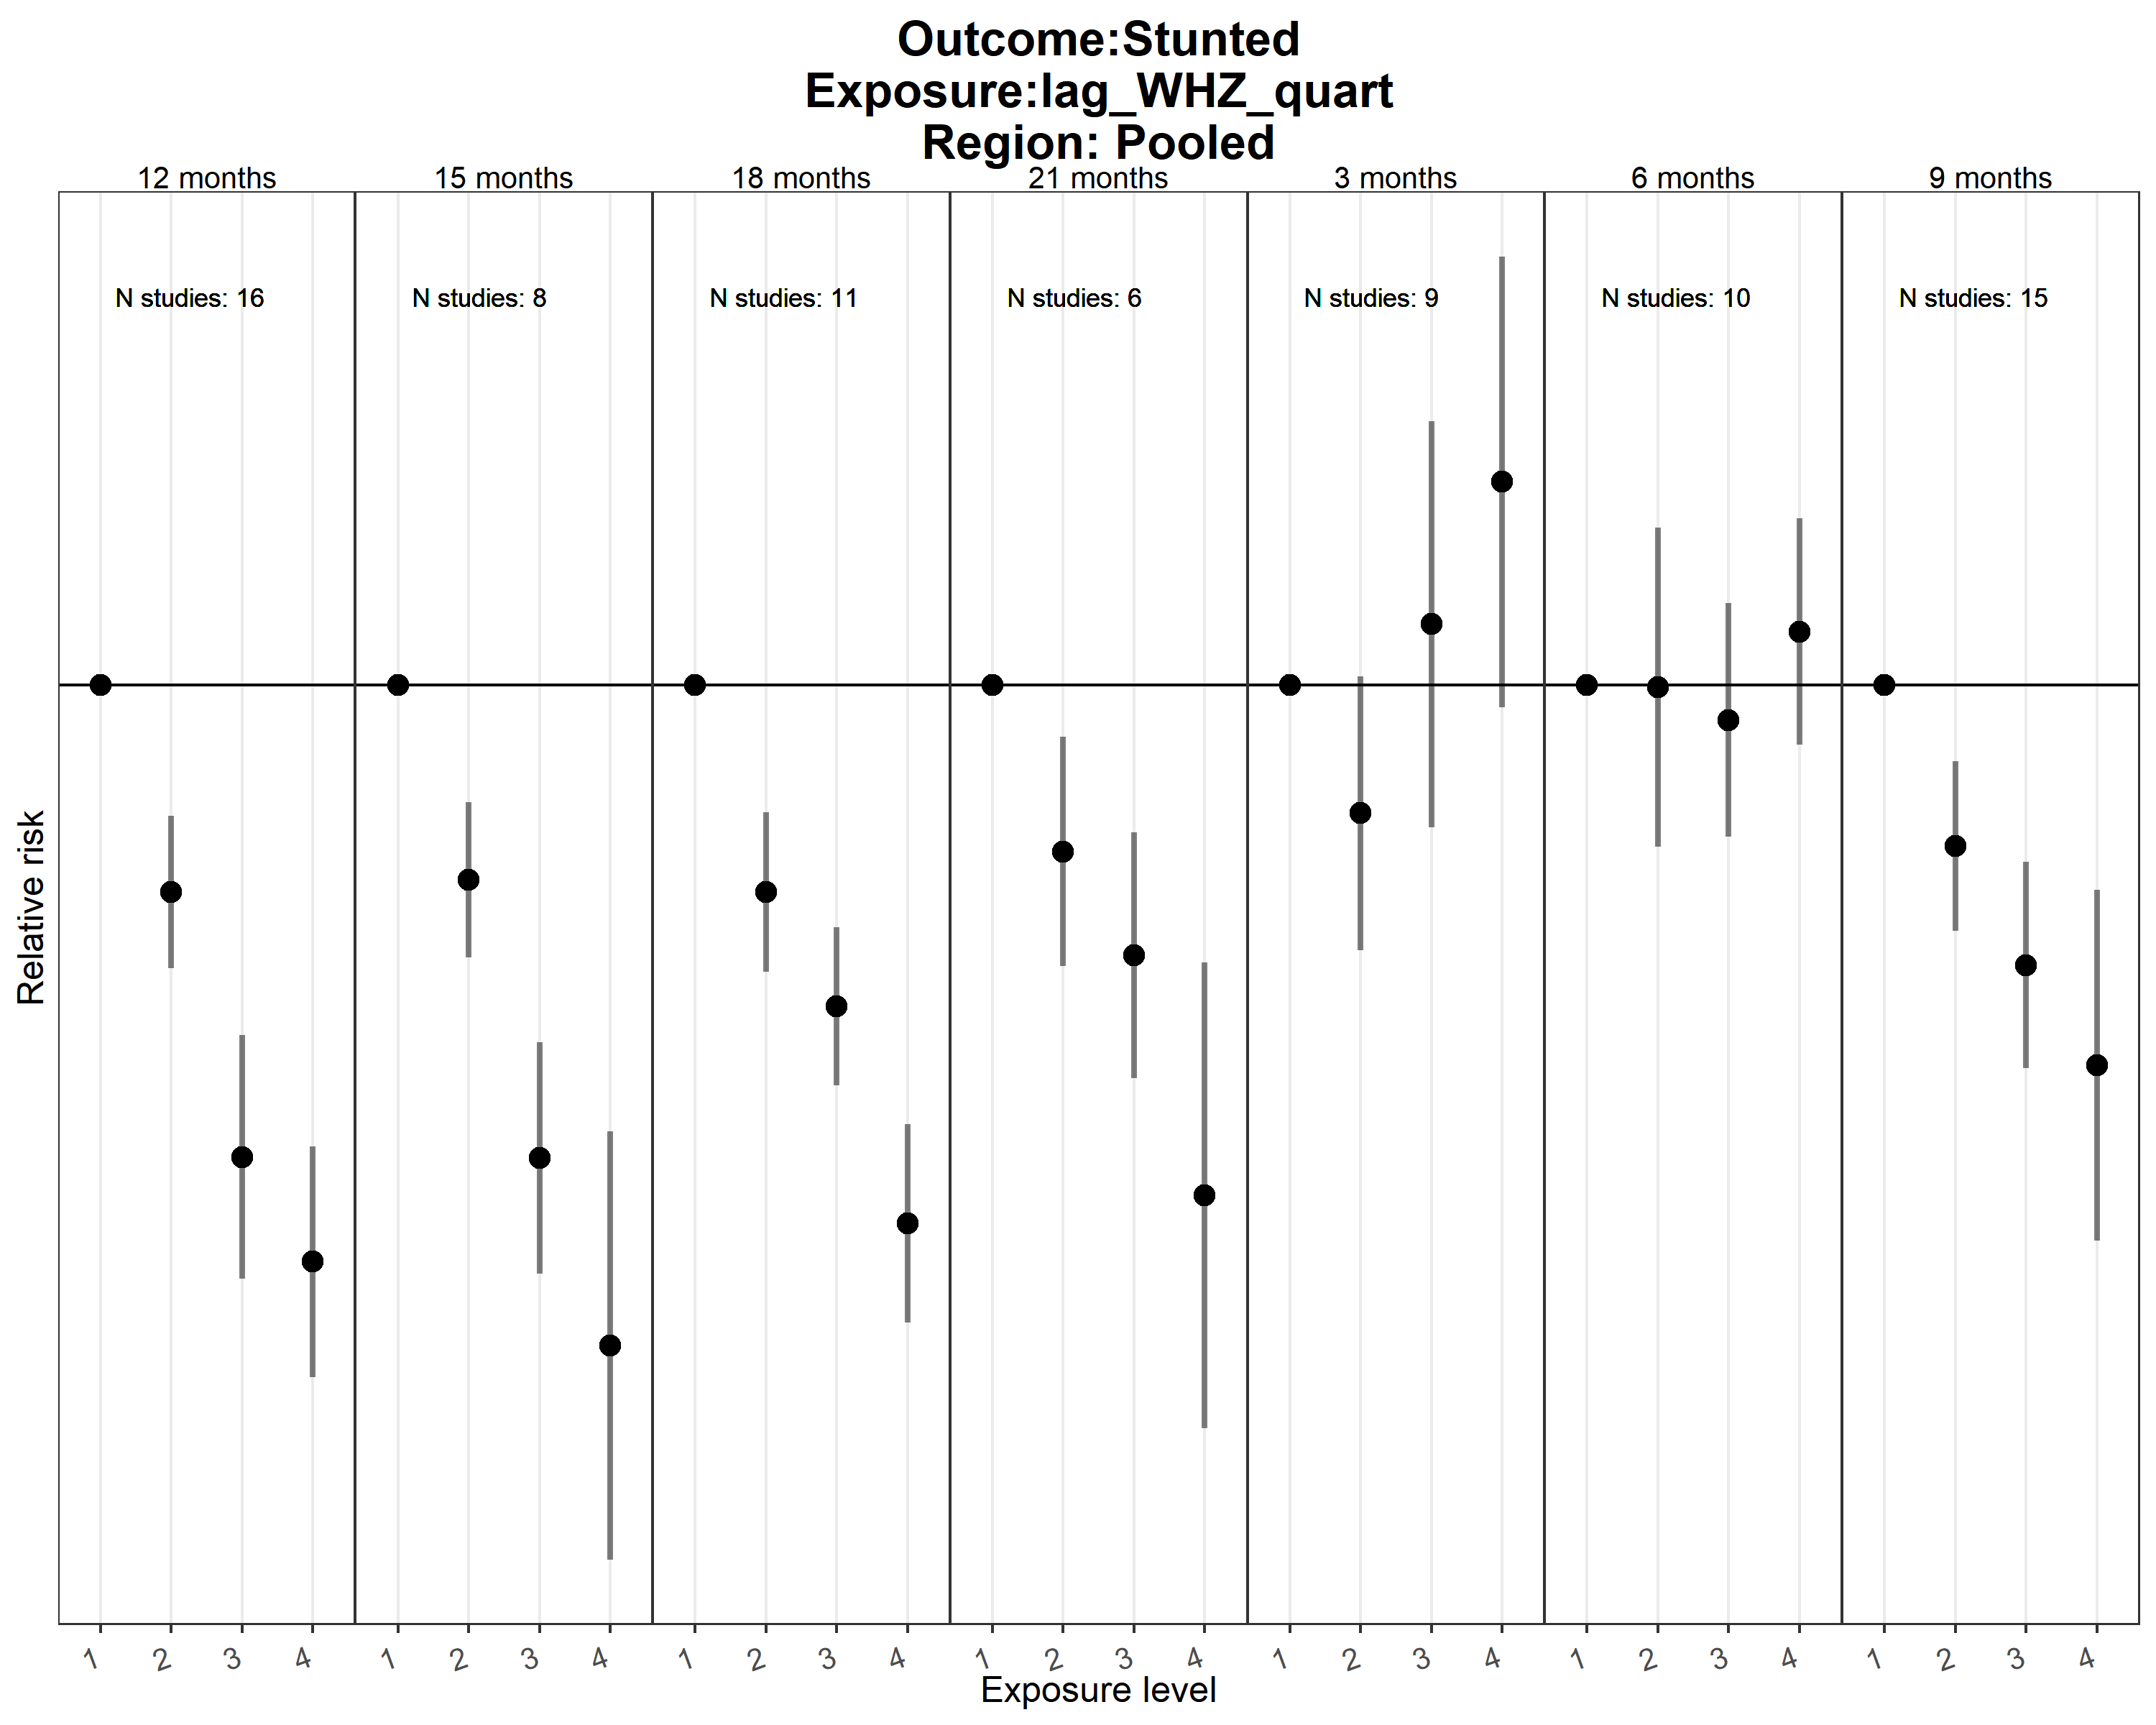 Outcome:Stunted
Exposure:lag_WHZ_quart
Region: Pooled
12 months 15 months 18 months 21 months 3 months 6 months 9 months
N studies: 16 N studies: 8 N studies: 11 N studies: 6 N studies: 9 N studies: 10 N studies: 15
Relative risk
1 2 3 4 1 2 3 4 1 2 3 4 1 2 3 4 1 2 3 4 1 2 3 4 1 2 3 4
Exposure level